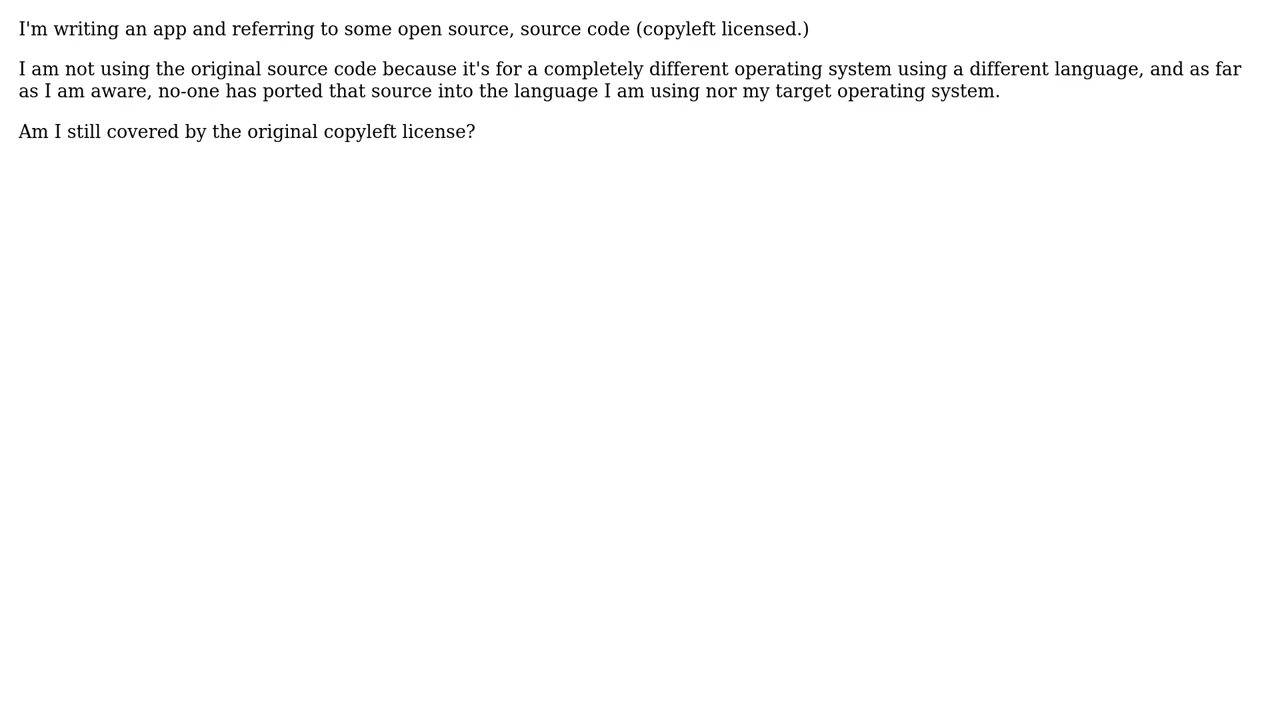 I'm writing an app and referring to some open source, source code (copyleft licensed.)
I am not using the original source code because it's for a completely different operating system using a different language, and as far
as I am aware, no-one has ported that source into the language I am using nor my target operating system.
Am I still covered by the original copyleft license?